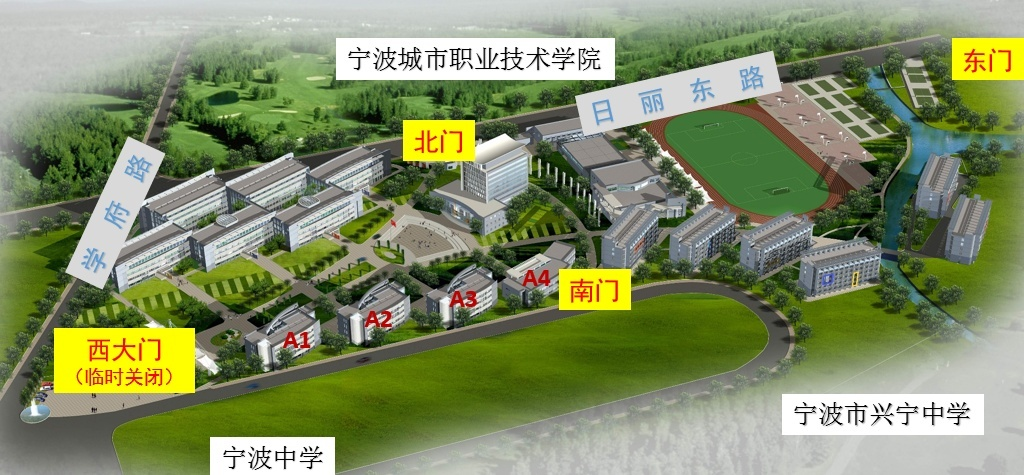 宁波城市职业技术学院
东门
日丽东路
北门
学府路
A4
南门
A3
A2
A1
西大门
（临时关闭）
宁波市兴宁中学
宁波中学